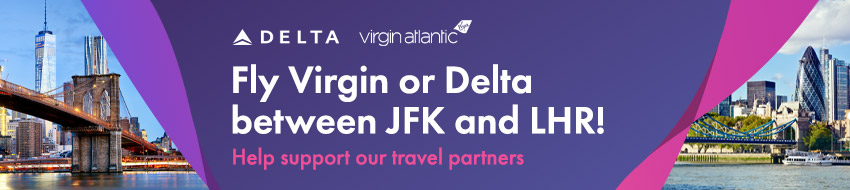 DELTA virgin atlantic
Fly Virgin or Delta
between JFK and LHR!
Help support our travel partners